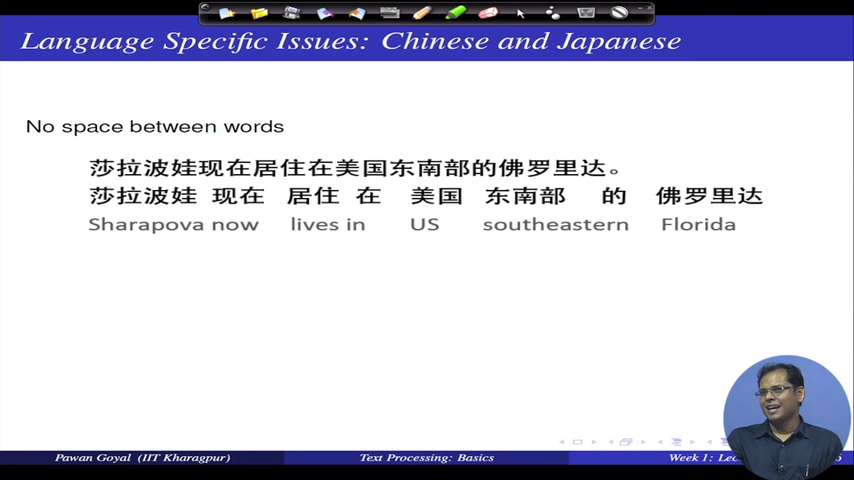 Language Specific Issues: Chinese and Japanese
No space between words
莎拉波娃现在居住在美国东南部的佛罗里达。
莎拉波娃 现在 居住 在 美国 东南部 的 佛罗里达
Sharapova now lives in US southeastern Florida
Pawan Goyal (IIT Kharagpur) Text Processing: Basics Week 1: